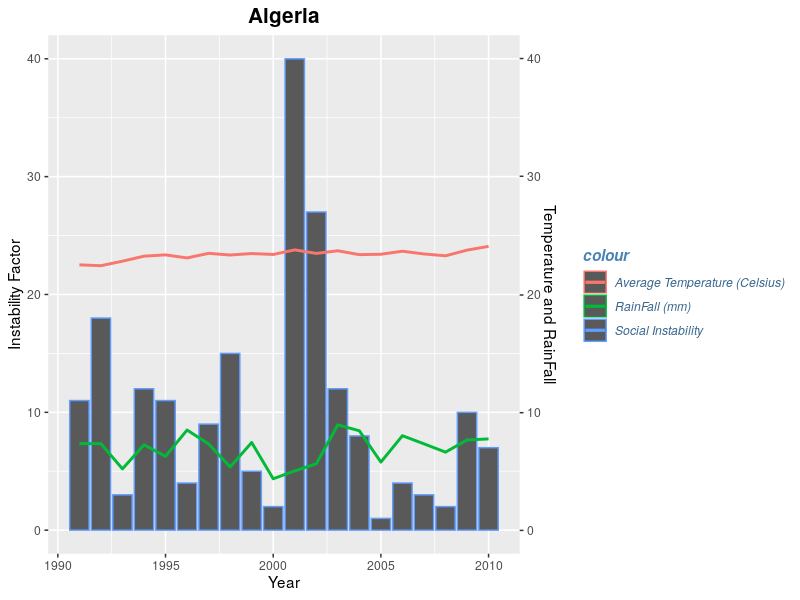 Algeria
40
30
20
10
0
40
30
20
10
0
1990
1995
2000
2005
2010
Year
Instability Factor
Temperature and RainFall
colour
Average Temperature (Celsius)
RainFall (mm)
Social Instability